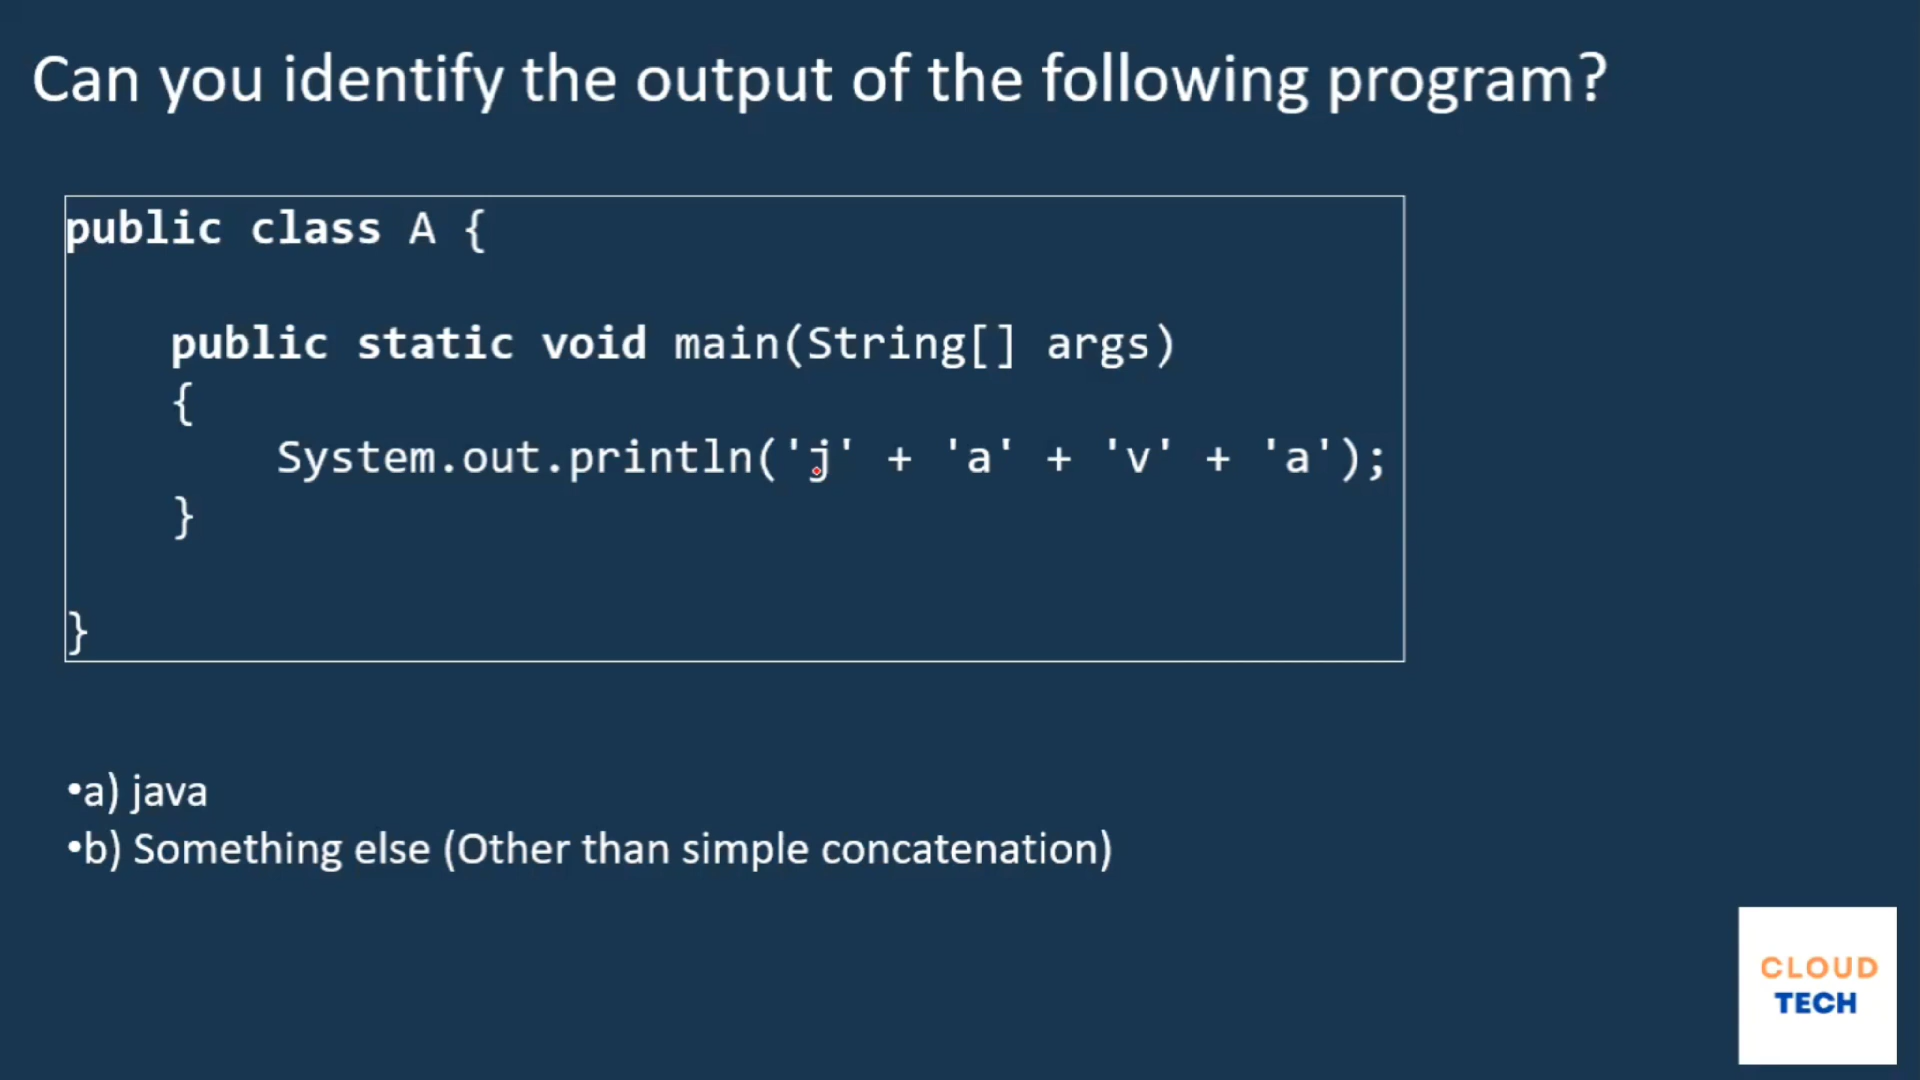 Can you identify the output of the following program?
public class A {
public static void main(String[] args)
{
System.out.println('j' + 'a' + 'v' + 'a');
}
}
•a) java
•b) Something else (Other than simple concatenation)
CLOUD
TECH